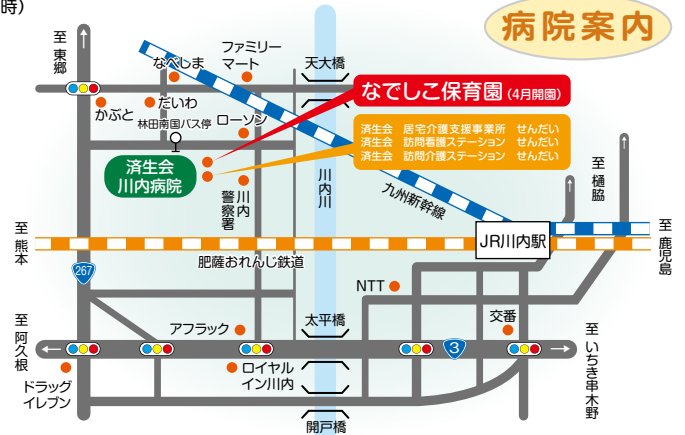 時）
病院案内
至 東郷
なべしま
ファミリー
マート
天大橋
なでしこ保育園（4月開園）
かぶと
だいわ
林田南国バス停
ローソン
済生会　居宅介護支援事業所　せんだい
済生会　訪問看護ステーション　せんだい
済生会　訪問介護ステーション　せんだい
済生会
川内病院
川内
警察署
川内川
九州新幹線
至 樋脇
至 熊本
JR川内駅
至 鹿児島
肥薩おれんじ鉄道
267
NTT
至 阿久根
アフラック
太平橋
3
交番
至 いちき串木野
ドラッグ
イレブン
ロイヤル
イン川内
開戸橋